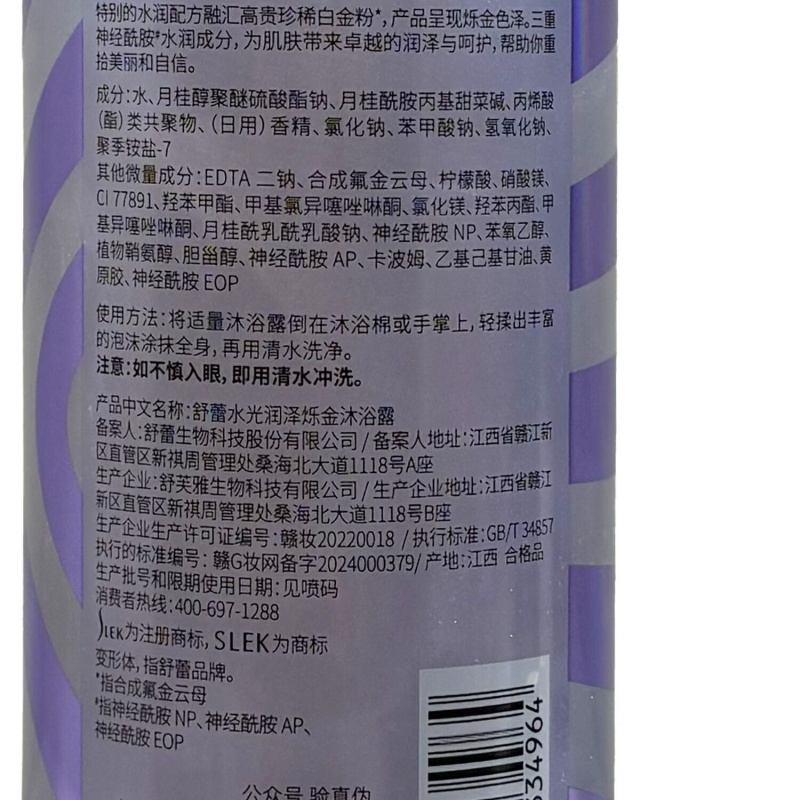 特别的水润配方融汇高贵珍稀白金粉*，产品呈现烁金色泽。三重
神经酰胺#水润成分，为肌肤带来卓越的润泽与呵护，帮助你重
拾美丽和自信。
成分：水、月桂醇聚醚硫酸酯钠、月桂酰胺丙基甜菜碱、丙烯酸
（酯）类共聚物、（日用）香精、氯化钠、苯甲酸钠、氢氧化钠、
聚季铵盐-7
其他微量成分：EDTA 二钠、合成氟金云母、柠檬酸、硝酸镁、
CI 77891、羟苯甲酯、甲基氯异噻唑啉酮、氯化镁、羟苯丙酯、甲
基异噻唑啉酮、月桂酰乳酰乳酸钠、神经酰胺 NP、苯氧乙醇、
植物鞘氨醇、胆甾醇、神经酰胺 AP、卡波姆、乙基己基甘油、黄
原胶、神经酰胺 EOP
使用方法：将适量沐浴露倒在沐浴棉或手掌上，轻揉出丰富
的泡沫涂抹全身，再用清水洗净。
注意：如不慎入眼，即用清水冲洗。
产品中文名称：舒蕾水光润泽烁金沐浴露
备案人：舒蕾生物科技股份有限公司 / 备案人地址：江西省赣江新
区直管区新祺周管理处桑海北大道1118号A座
生产企业：舒芙雅生物科技有限公司 / 生产企业地址：江西省赣江
新区直管区新祺周管理处桑海北大道1118号B座
生产企业生产许可证编号：赣妆20220018 / 执行标准：GB/T 34857
执行的标准编号：赣G妆网备字2024000379/ 产地：江西 合格品
生产批号和限期使用日期：见喷码
消费者热线：400-697-1288
SLEK为注册商标，SLEK为商标
变形体，指舒蕾品牌。
*指合成氟金云母
#指神经酰胺 NP、神经酰胺 AP、
神经酰胺 EOP
公众号 验真伪
34964